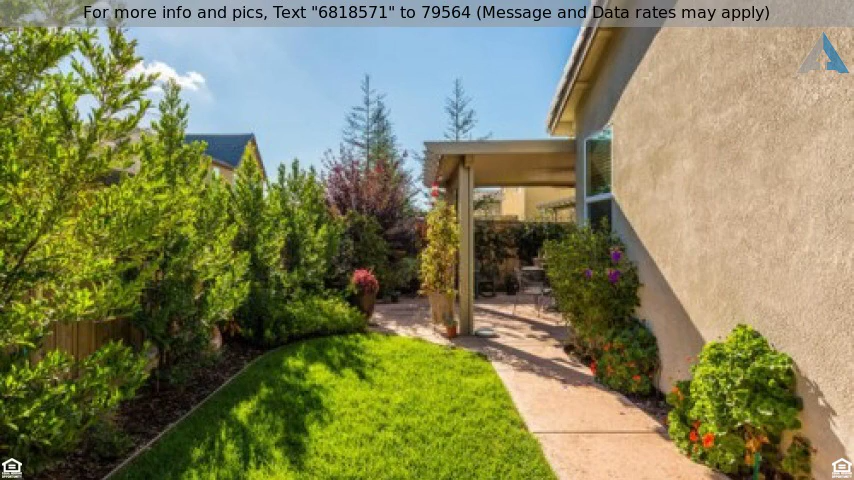 For more info and pics, Text "6818571" to 79564 (Message and Data rates may apply)